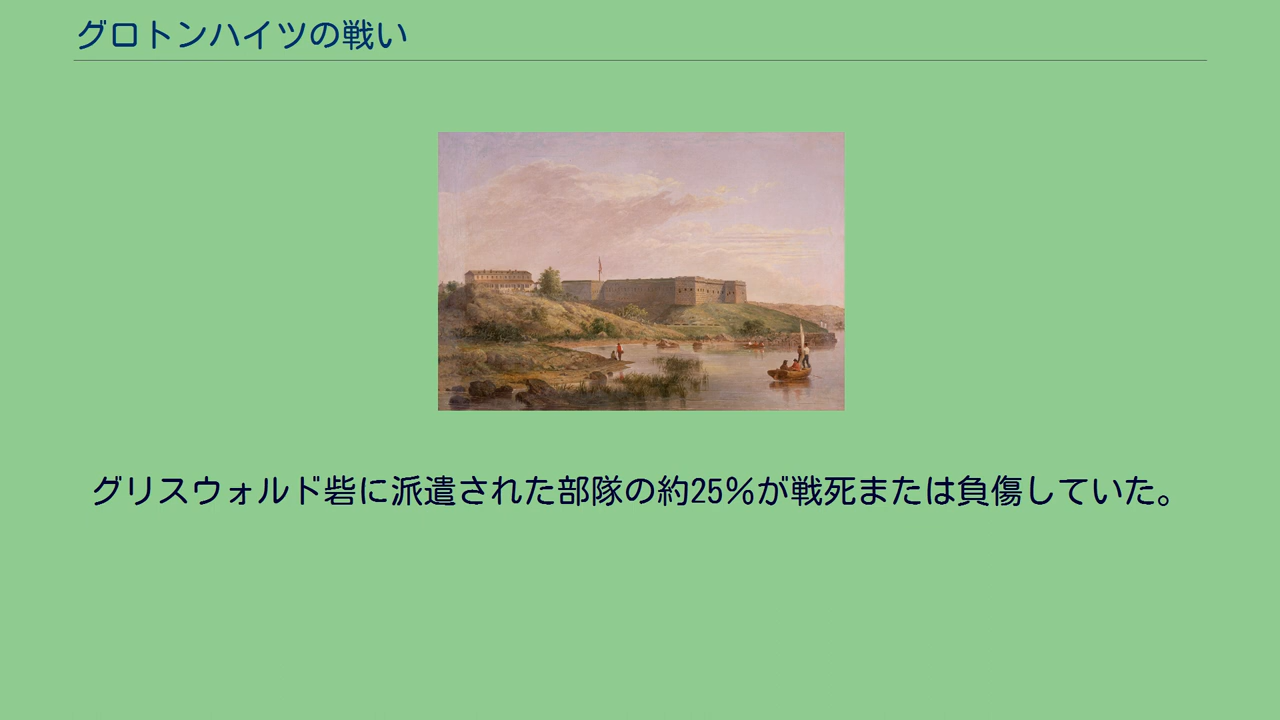 グロトンハイツの戦い
グリスウォルド砦に派遣された部隊の約25%が戦死または負傷していた。